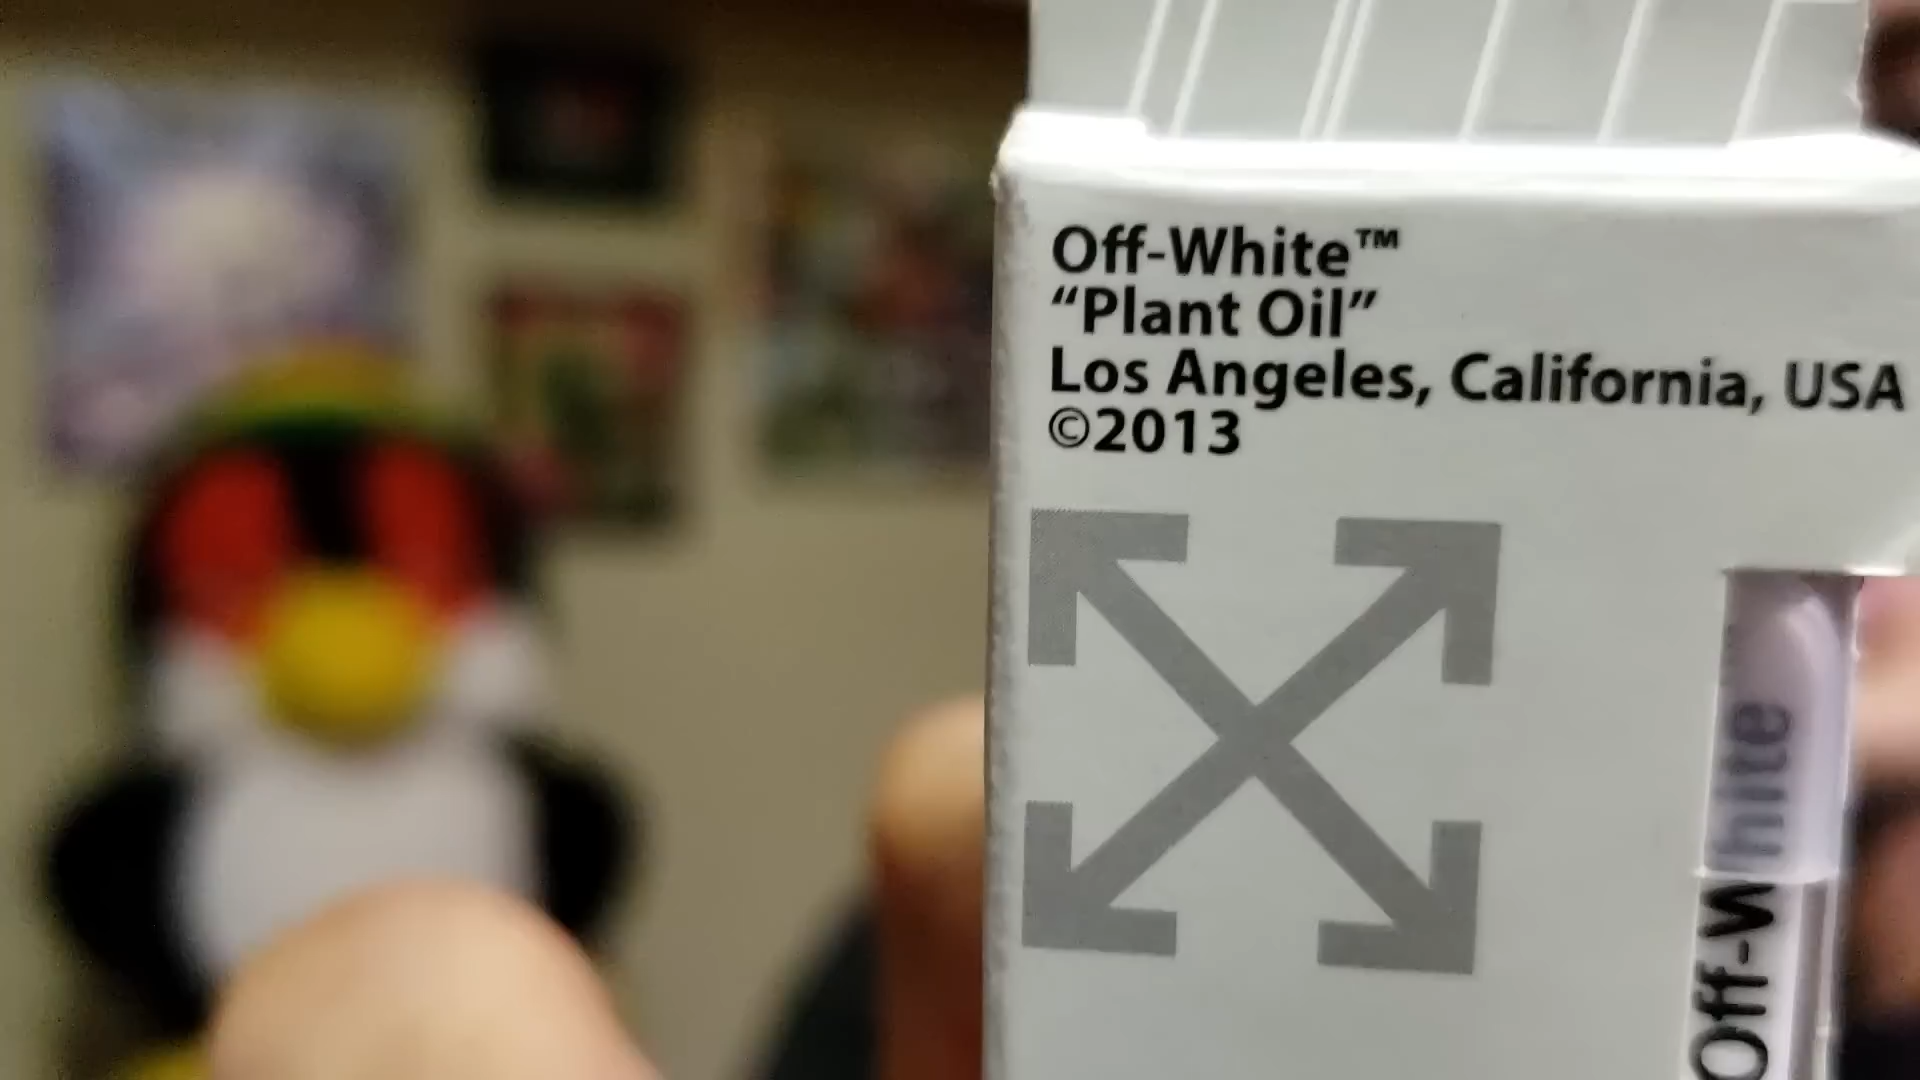 Off-White™
“Plant Oil”
Los Angeles, California, USA
©2013
Off-White